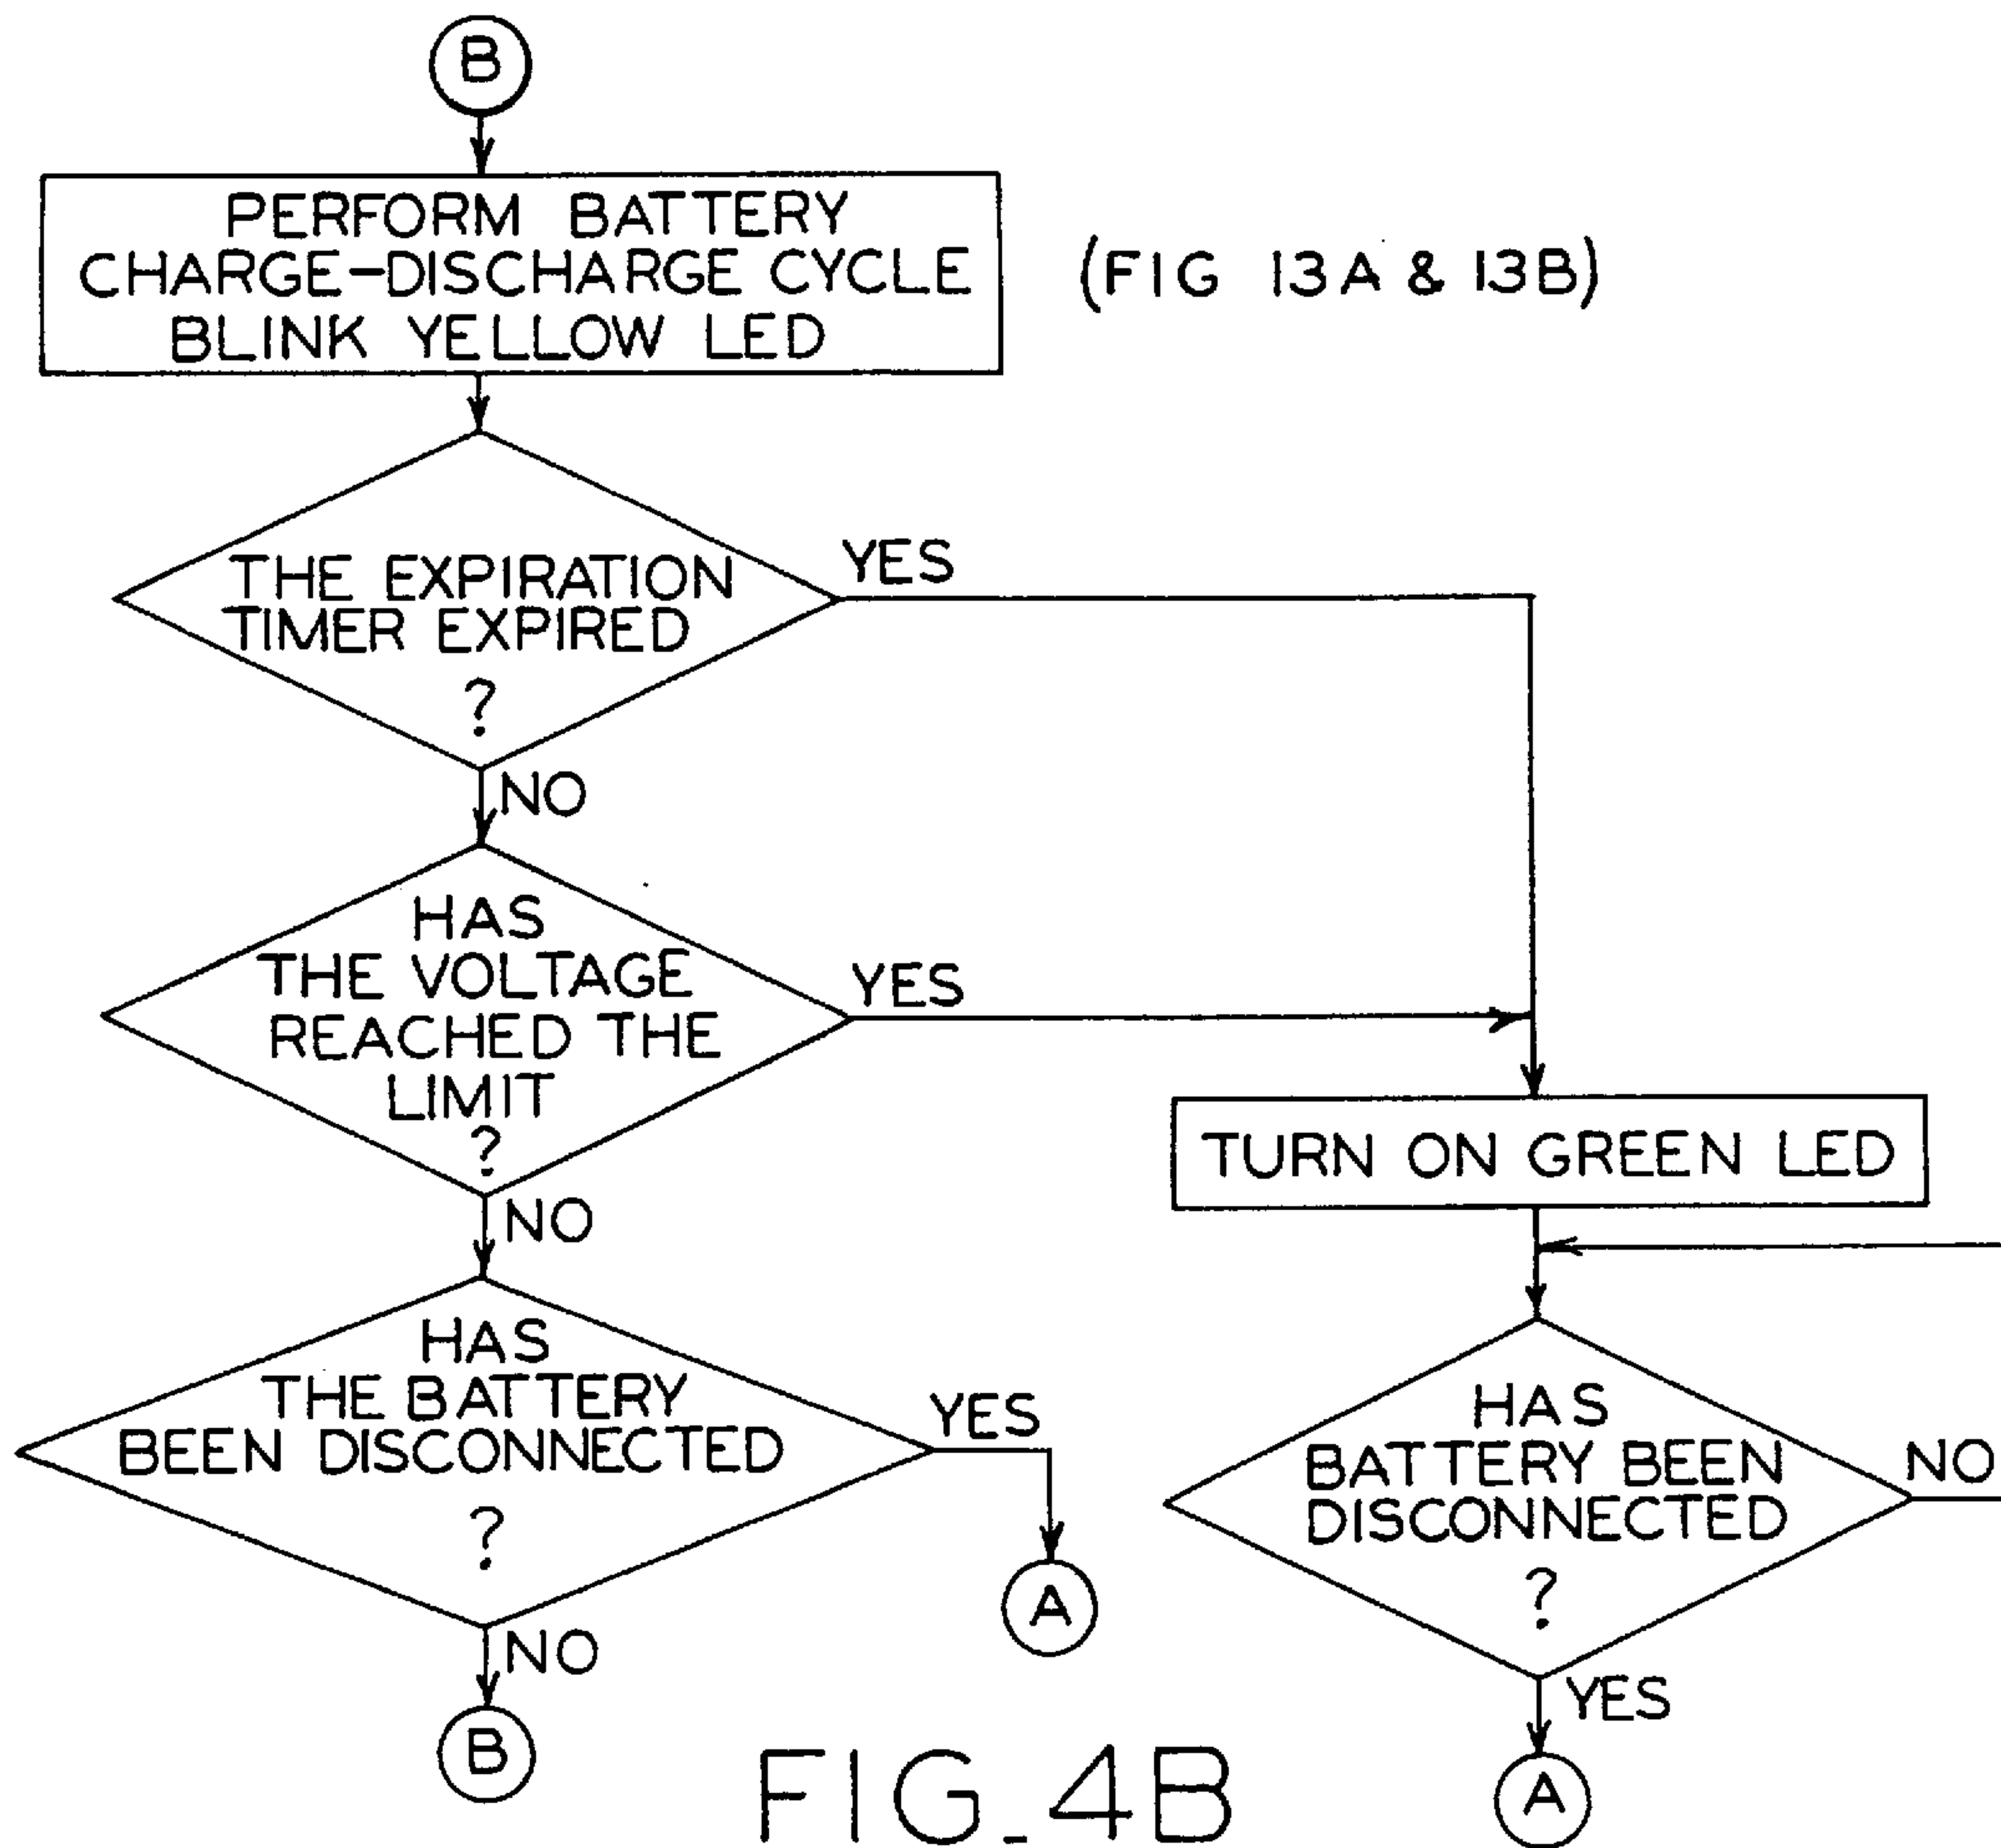 B
PERFORM BATTERY
CHARGE-DISCHARGE CYCLE
BLINK YELLOW LED
(FIG 13A & 13B)
THE EXPIRATION
TIMER EXPIRED
?
YES
NO
HAS
THE VOLTAGE
REACHED THE
LIMIT
?
YES
NO
TURN ON GREEN LED
HAS
THE BATTERY
BEEN DISCONNECTED
?
YES
A
NO
B
HAS
BATTERY BEEN
DISCONNECTED
?
NO
YES
A
FIG_4B